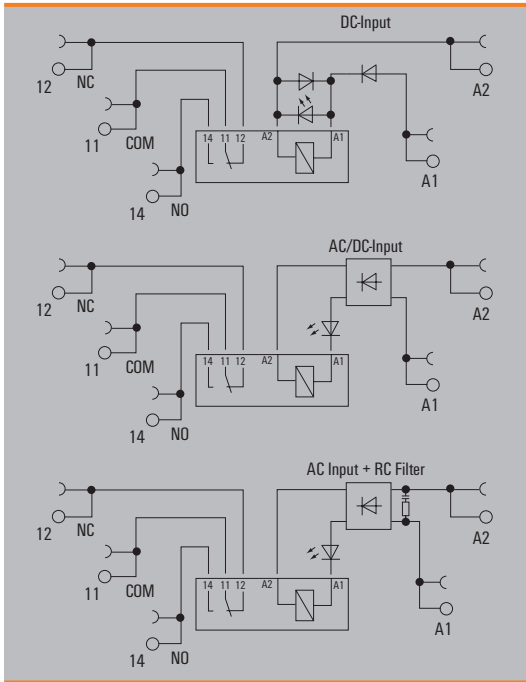 DC-Input
12 NC
A2
11 COM
14 11 12 A2 A1
A1
14 NO
AC/DC-Input
12 NC
A2
11 COM
14 11 12 A2 A1
A1
14 NO
AC Input + RC Filter
12 NC
A2
11 COM
14 11 12 A2 A1
A1
14 NO